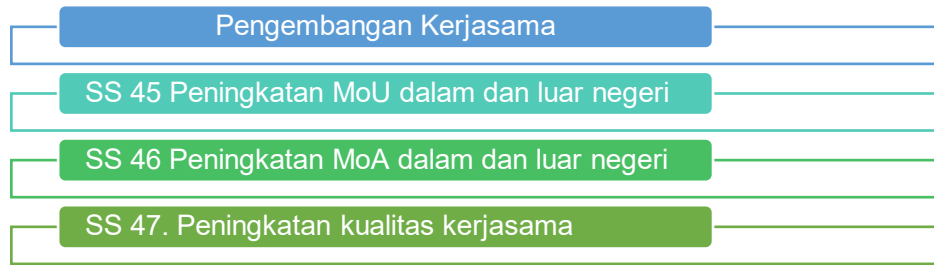 Pengembangan Kerjasama
SS 45 Peningkatan MoU dalam dan luar negeri
SS 46 Peningkatan MoA dalam dan luar negeri
SS 47. Peningkatan kualitas kerjasama